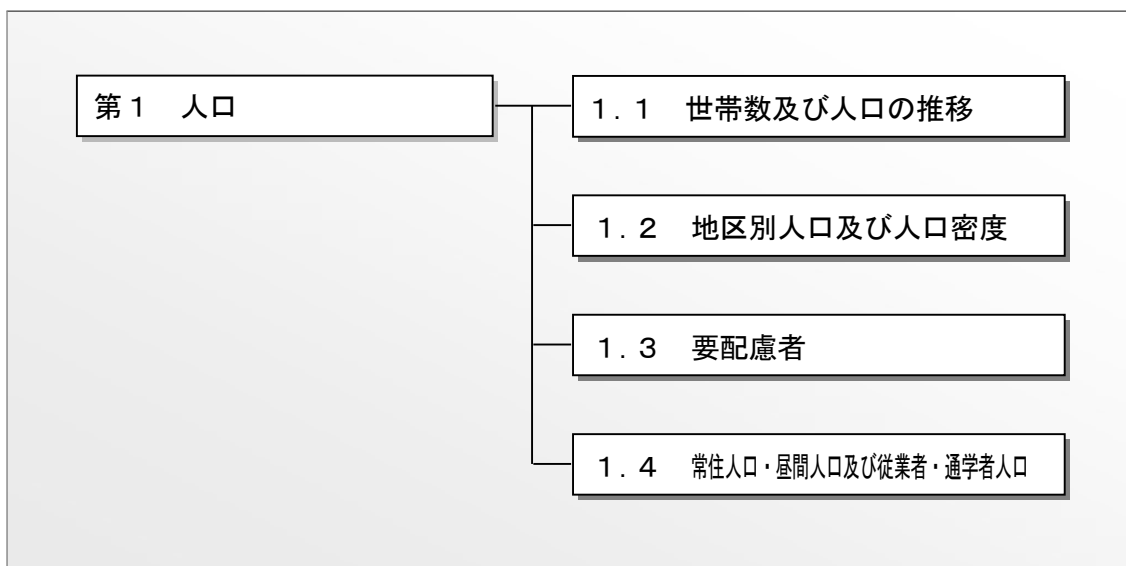 第１　人口
１．１　世帯数及び人口の推移
１．２　地区別人口及び人口密度
１．３　要配慮者
１．４　常住人口・昼間人口及び従業者・通学者人口